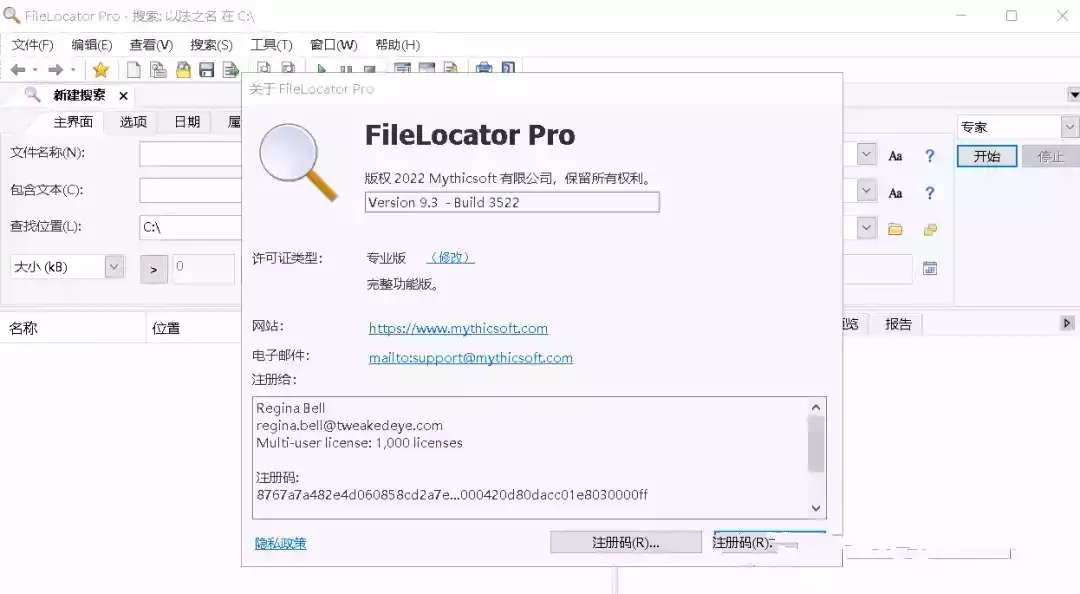 FileLocator Pro - 搜索: 以法之名 在 C:\
文件(F) 编辑(E) 查看(V) 搜索(S) 工具(T) 窗口(W) 帮助(H)
新建搜索
主界面 选项 日期
文件名称(N):
包含文本(C):
查找位置(L): C:\
大小 (kB) > 0
名称 位置
专家
开始 停止
Aa ?
Aa ?
览 报告
关于 FileLocator Pro
FileLocator Pro
版权 2022 Mythicsoft 有限公司，保留所有权利。
Version 9.3 - Build 3522
许可证类型: 专业版 （修改）
完整功能版。
网站: https://www.mythicsoft.com
电子邮件: mailto:support@mythicsoft.com
注册给:
Regina Bell
regina.bell@tweakedeye.com
Multi-user license: 1,000 licenses
注册码:
8767a7a482e4d060858cd2a7e...000420d80dacc01e8030000ff
隐私政策 注册码(R)... 注册码(R).